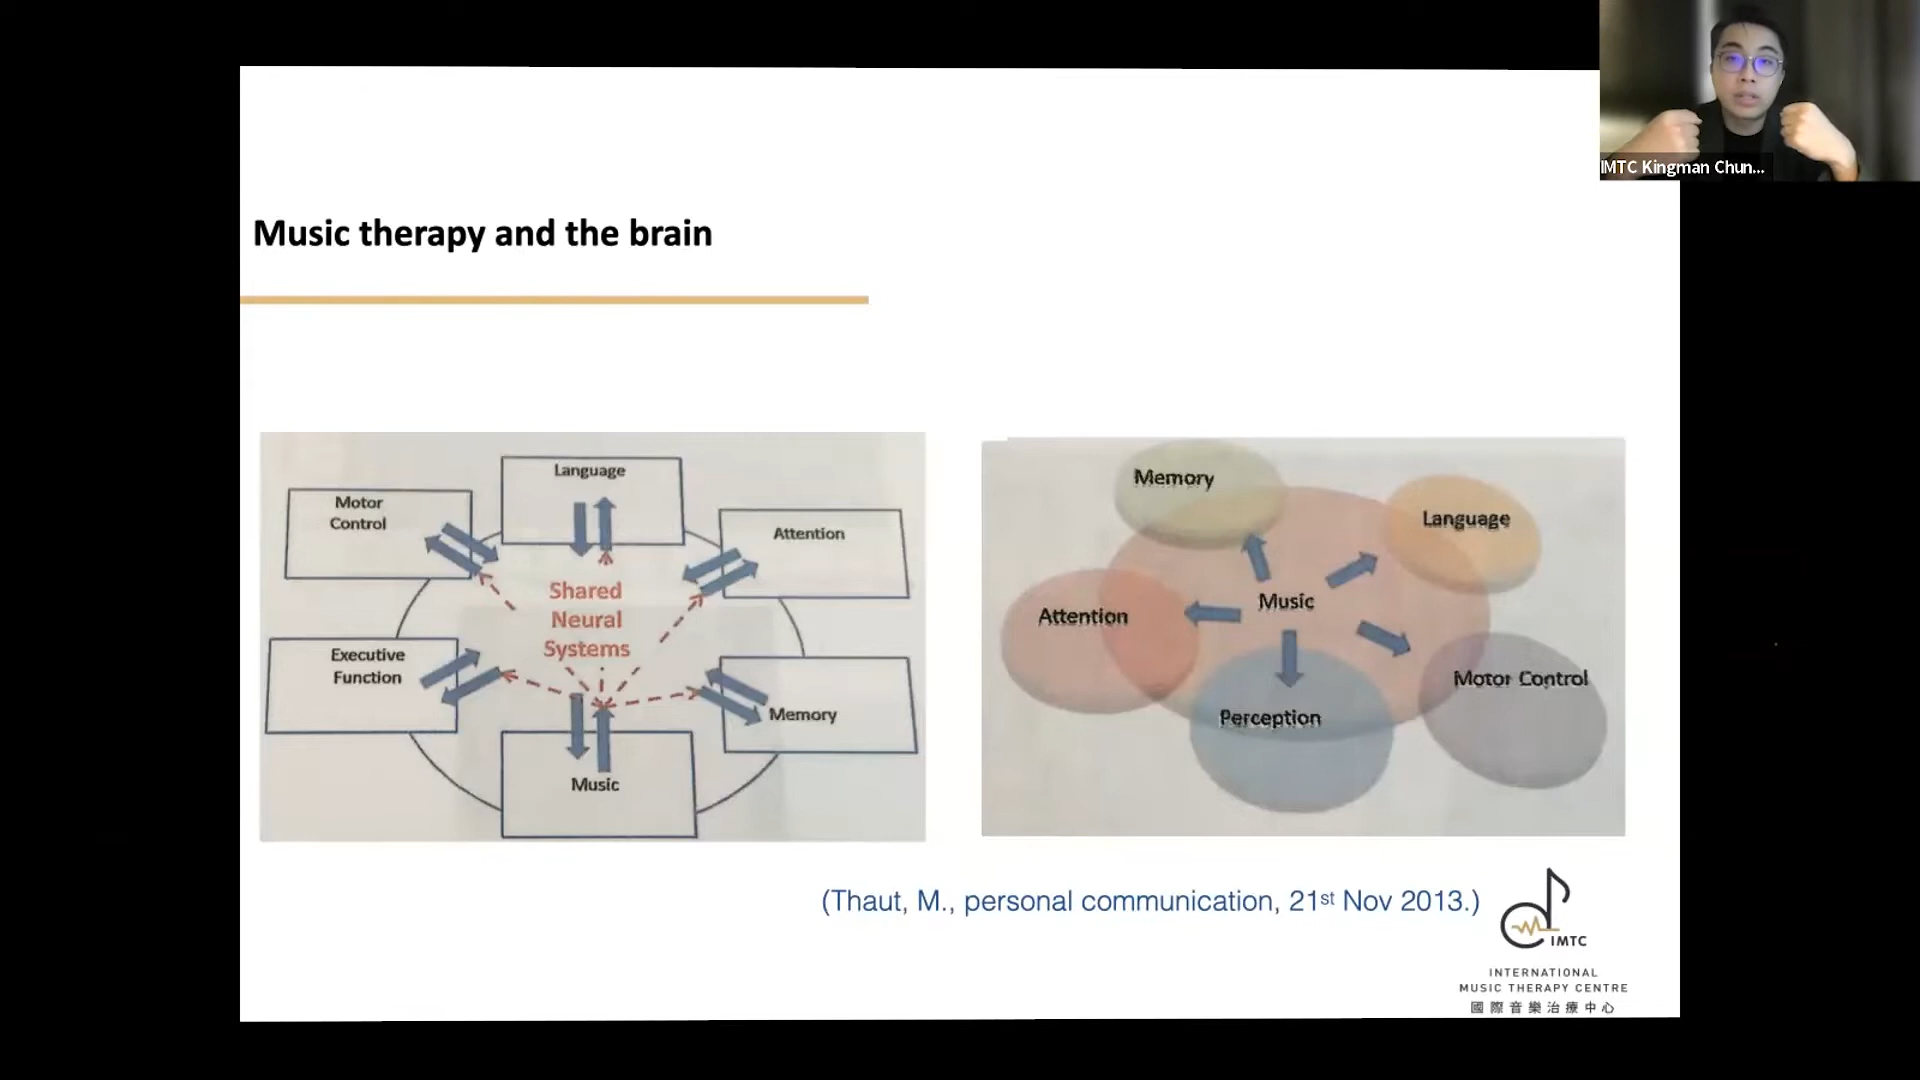 IMTC Kingman Chun...
Music therapy and the brain
Language
Motor
Control
Attention
Shared
Neural
Systems
Executive
Function
Memory
Music
Memory
Language
Music
Attention
Motor Control
Perception
(Thaut, M., personal communication, 21st Nov 2013.)
IMTC
INTERNATIONAL
MUSIC THERAPY CENTRE
國際音樂治療中心